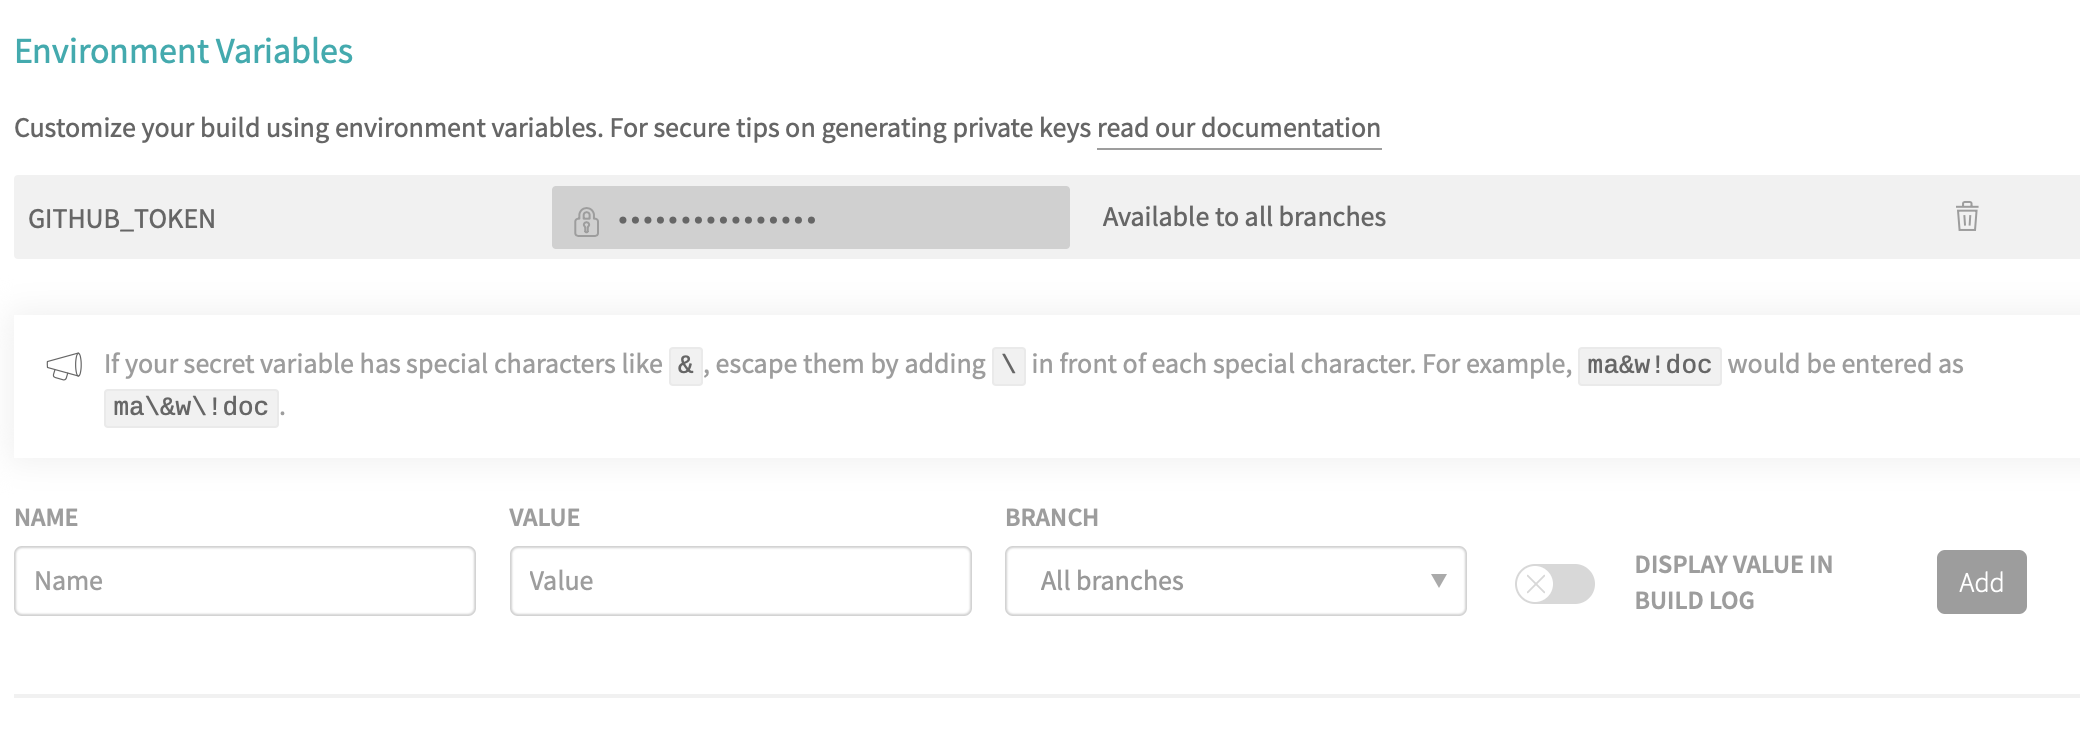 Environment Variables
Customize your build using environment variables. For secure tips on generating private keys read our documentation
GITHUB_TOKEN •••••••••••••••• Available to all branches
If your secret variable has special characters like &, escape them by adding \ in front of each special character. For example, ma&w!doc would be entered as
ma\&w\!doc.
NAME VALUE BRANCH
Name Value All branches DISPLAY VALUE IN
BUILD LOG Add